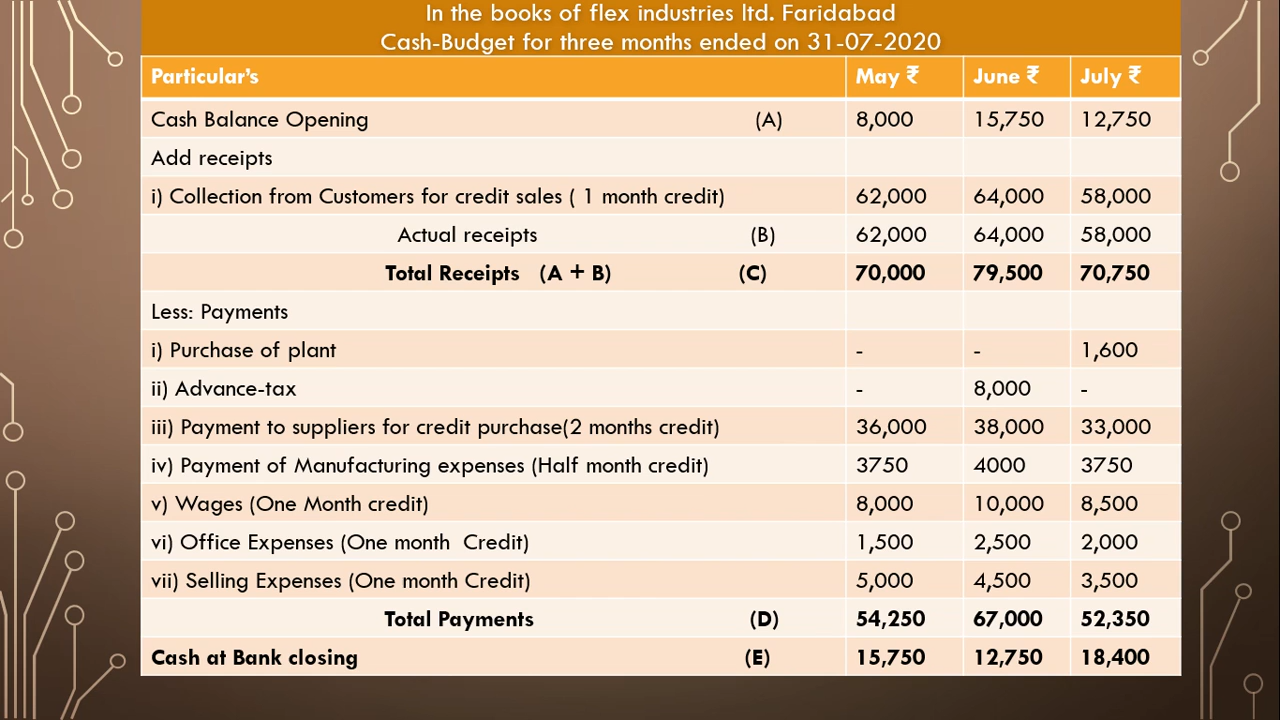 In the books of flex industries ltd. Faridabad
Cash-Budget for three months ended on 31-07-2020
Particular's May ₹ June ₹ July ₹
Cash Balance Opening (A) 8,000 15,750 12,750
Add receipts
i) Collection from Customers for credit sales ( 1 month credit) 62,000 64,000 58,000
Actual receipts (B) 62,000 64,000 58,000
Total Receipts (A + B) (C) 70,000 79,500 70,750
Less: Payments
i) Purchase of plant - - 1,600
ii) Advance-tax - 8,000 -
iii) Payment to suppliers for credit purchase(2 months credit) 36,000 38,000 33,000
iv) Payment of Manufacturing expenses (Half month credit) 3750 4000 3750
v) Wages (One Month credit) 8,000 10,000 8,500
vi) Office Expenses (One month Credit) 1,500 2,500 2,000
vii) Selling Expenses (One month Credit) 5,000 4,500 3,500
Total Payments (D) 54,250 67,000 52,350
Cash at Bank closing (E) 15,750 12,750 18,400